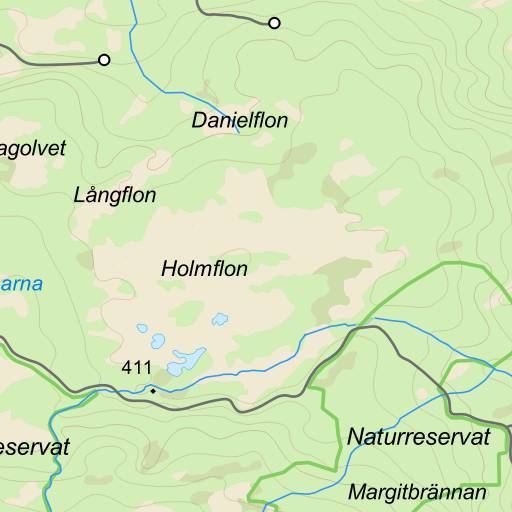 Danielflon
agolvet
Långflon
Holmflon
arna
411
Naturreservat
eservat
Margitbrännan